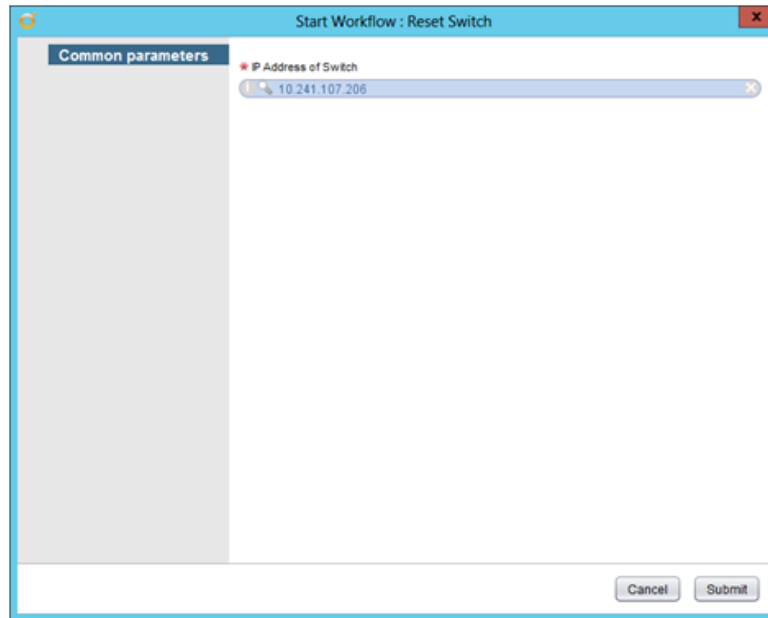 Start Workflow : Reset Switch
x
Common parameters
* IP Address of Switch
10.241.107.206
Cancel
Submit